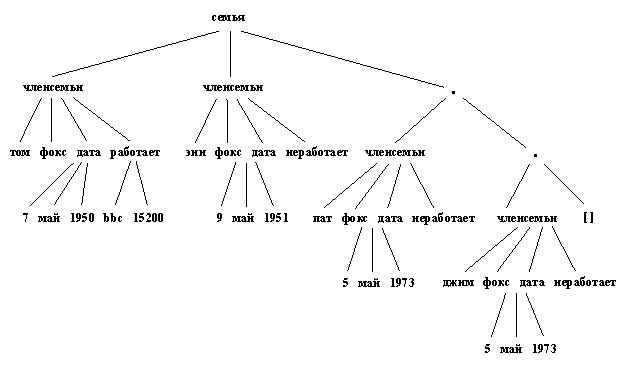 семья
членсемьи членсемьи .
том фокс дата работает энн фокс дата неработает членсемьи .
7 май 1950 bbc 15200 9 май 1951 пат фокс дата неработает членсемьи []
5 май 1973 джим фокс дата неработает
5 май 1973